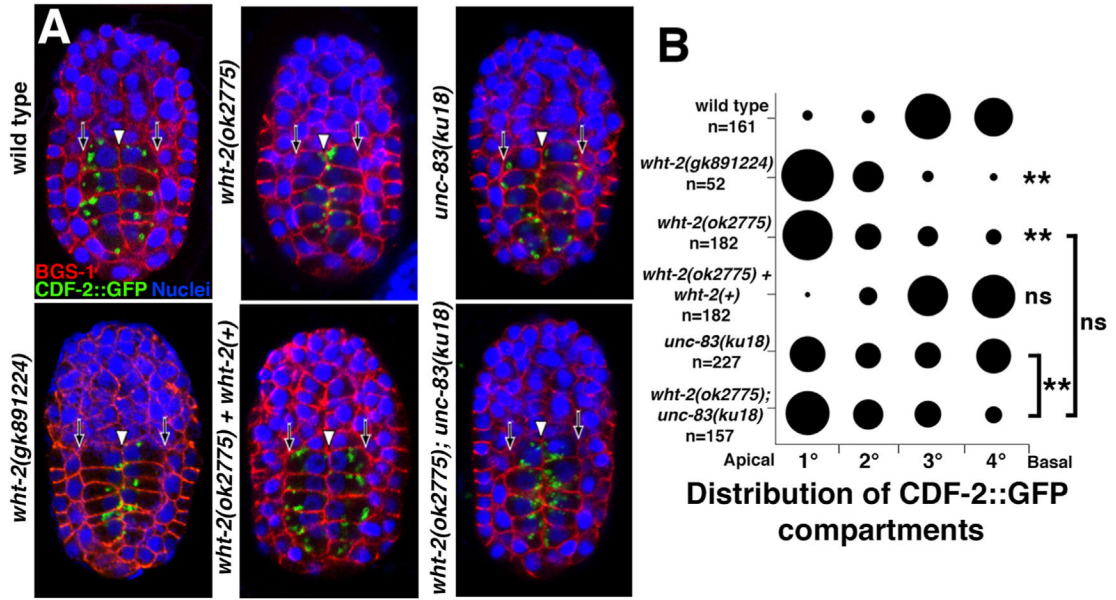 A
wild type
wht-2(ok2775)
unc-83(ku18)
BGS-1
CDF-2::GFP Nuclei
wht-2(gk891224)
wht-2(ok2775) + wht-2(+)
wht-2(ok2775); unc-83(ku18)
B
wild type
n=161
wht-2(gk891224)
n=52
**
wht-2(ok2775)
n=182
**
wht-2(ok2775) +
wht-2(+)
n=182
ns
ns
unc-83(ku18)
n=227
**
wht-2(ok2775);
unc-83(ku18)
n=157
Apical 1° 2° 3° 4° Basal
Distribution of CDF-2::GFP
compartments